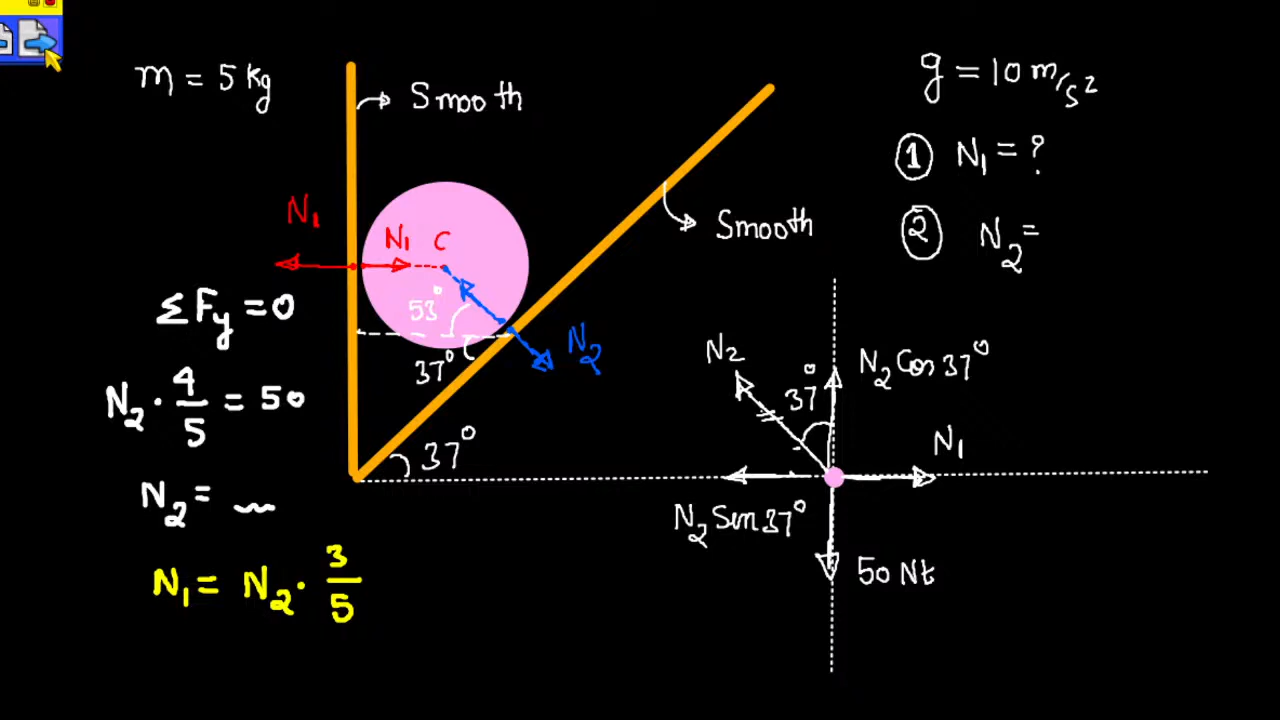 m = 5 kg
Smooth
g = 10 m/s²
① N₁ = ?
② N₂ =
Smooth
N₁
N₁
C
53°
37°
N₂
37°
ΣFy = 0
N₂ · 4/5 = 50
N₂ = ﹏
N₁ = N₂ · 3/5
N₂
37°
N₂ Cos 37°
N₁
N₂ Sin 37°
50 Nt